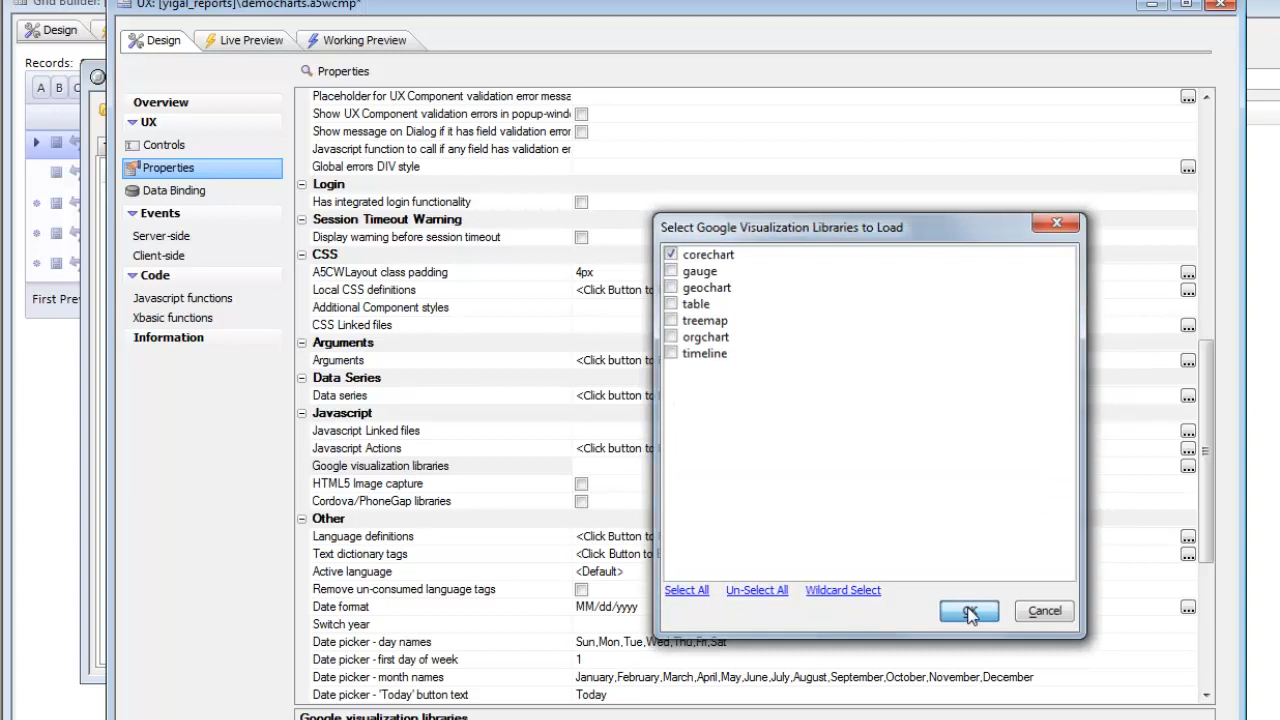 Grid Builder:
UX: [yigal_reports]\democharts.a5wcmp*
Design
Design
Live Preview
Working Preview
Records:
A B C
First Prev
Overview
UX
Controls
Properties
Data Binding
Events
Server-side
Client-side
Code
Javascript functions
Xbasic functions
Information
Properties
Placeholder for UX Component validation error messa
Show UX Component validation errors in popup-wind
Show message on Dialog if it has field validation error
Javascript function to call if any field has validation er
Global errors DIV style
Login
Has integrated login functionality
Session Timeout Warning
Display warning before session timeout
CSS
A5CWLayout class padding 4px
Local CSS definitions <Click Button to
Additional Component styles
CSS Linked files
Arguments
Arguments <Click button to
Data Series
Data series <Click button to
Javascript
Javascript Linked files
Javascript Actions <Click button to
Google visualization libraries
HTML5 Image capture
Cordova/PhoneGap libraries
Other
Language definitions <Click Button to
Text dictionary tags <Click Button to
Active language <Default>
Remove un-consumed language tags
Date format MM/dd/yyyy
Switch year
Date picker - day names Sun,Mon,Tue,Wed,Thu,Fri,Sat
Date picker - first day of week 1
Date picker - month names January,February,March,April,May,June,July,August,September,October,November,December
Date picker - 'Today' button text Today
Google visualization libraries
Select Google Visualization Libraries to Load
corechart
gauge
geochart
table
treemap
orgchart
timeline
Select All Un-Select All Wildcard Select
OK Cancel